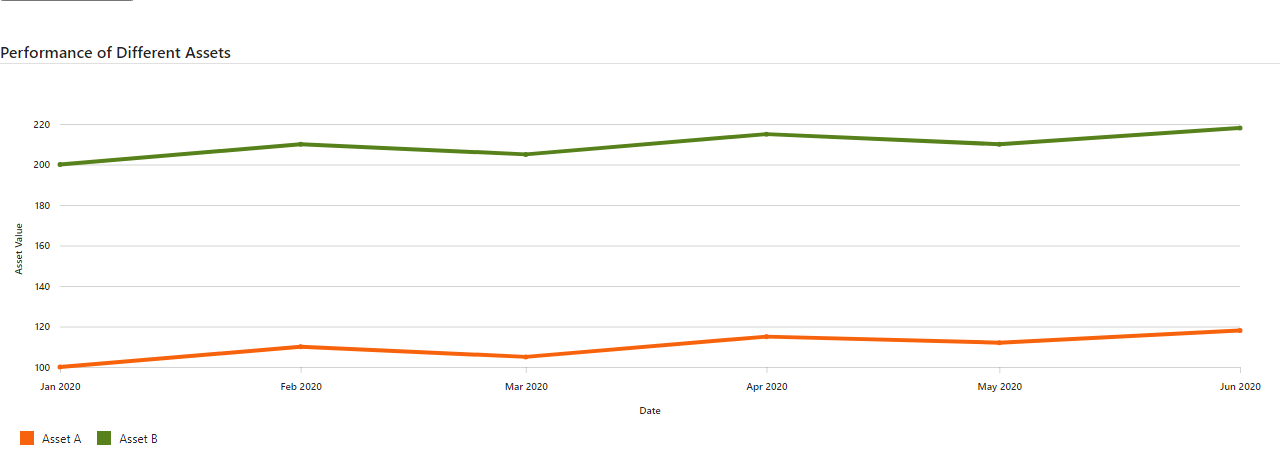 Performance of Different Assets
220
200
180
160
140
120
100
Asset Value
Jan 2020 Feb 2020 Mar 2020 Apr 2020 May 2020 Jun 2020
Date
Asset A Asset B